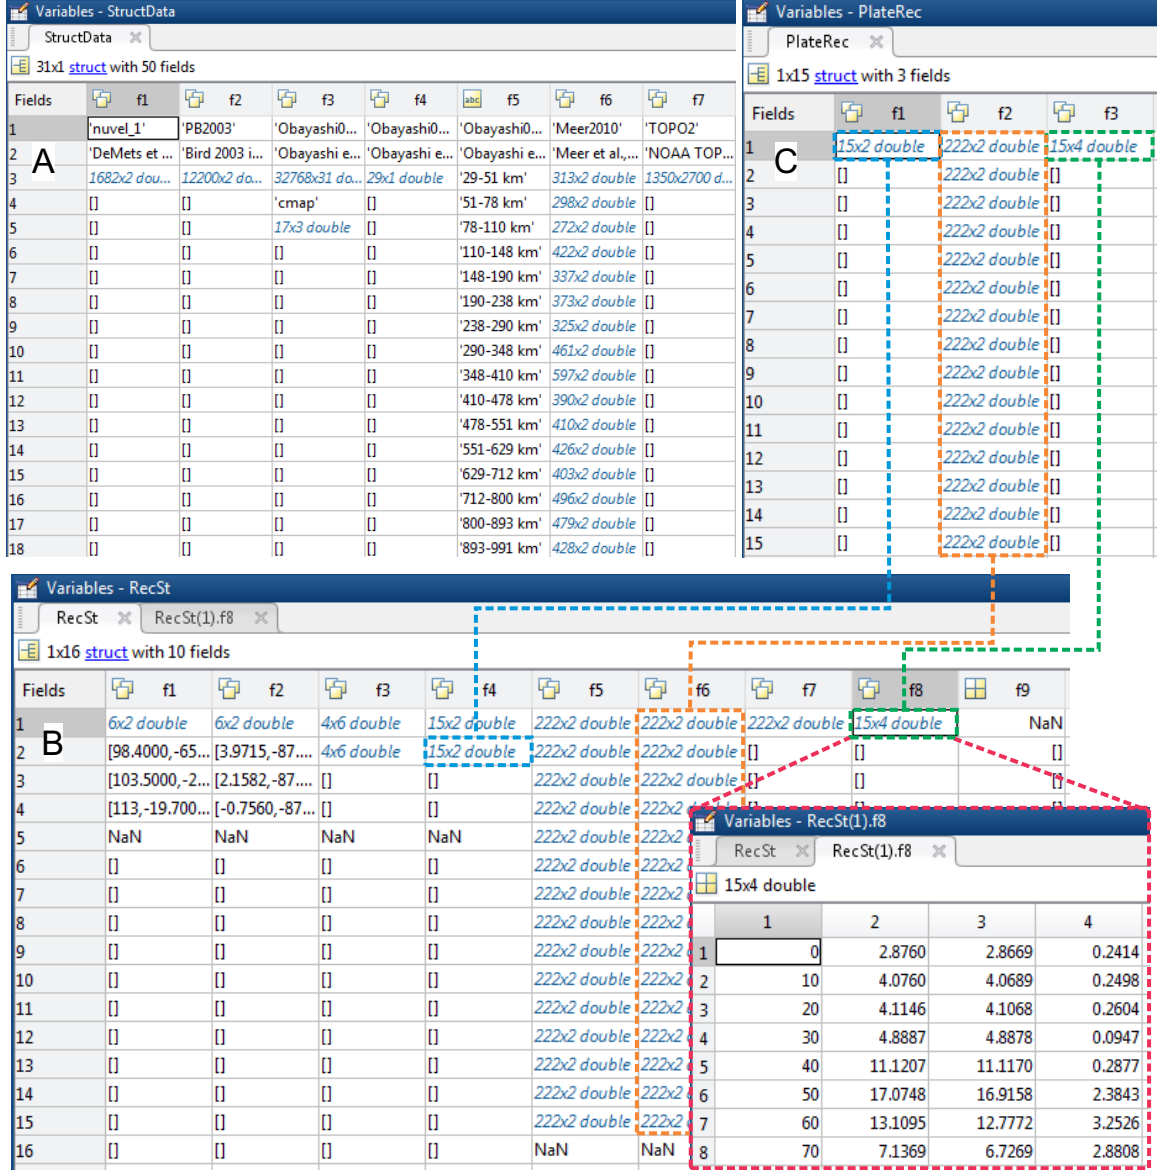 Variables - StructData
StructData
31x1 struct with 50 fields
Fields f1 f2 f3 f4 f5 f6 f7
1 'nuvel_1' 'PB2003' 'Obayashi0... 'Obayashi0... 'Obayashi0... 'Meer2010' 'TOPO2'
2 'DeMets et ... 'Bird 2003 i... 'Obayashi e... 'Obayashi e... 'Obayashi e... 'Meer et al.,... 'NOAA TOP...
3 1682x2 dou... 12200x2 do... 32768x31 do... 29x1 double '29-51 km' 313x2 double 1350x2700 d...
4 [] [] 'cmap' [] '51-78 km' 298x2 double []
5 [] [] 17x3 double [] '78-110 km' 272x2 double []
6 [] [] [] [] '110-148 km' 422x2 double []
7 [] [] [] [] '148-190 km' 337x2 double []
8 [] [] [] [] '190-238 km' 373x2 double []
9 [] [] [] [] '238-290 km' 325x2 double []
10 [] [] [] [] '290-348 km' 461x2 double []
11 [] [] [] [] '348-410 km' 597x2 double []
12 [] [] [] [] '410-478 km' 390x2 double []
13 [] [] [] [] '478-551 km' 410x2 double []
14 [] [] [] [] '551-629 km' 426x2 double []
15 [] [] [] [] '629-712 km' 403x2 double []
16 [] [] [] [] '712-800 km' 496x2 double []
17 [] [] [] [] '800-893 km' 479x2 double []
18 [] [] [] [] '893-991 km' 428x2 double []
A
Variables - PlateRec
PlateRec
1x15 struct with 3 fields
Fields f1 f2 f3
1 15x2 double 222x2 double 15x4 double
2 [] 222x2 double []
3 [] 222x2 double []
4 [] 222x2 double []
5 [] 222x2 double []
6 [] 222x2 double []
7 [] 222x2 double []
8 [] 222x2 double []
9 [] 222x2 double []
10 [] 222x2 double []
11 [] 222x2 double []
12 [] 222x2 double []
13 [] 222x2 double []
14 [] 222x2 double []
15 [] 222x2 double []
C
Variables - RecSt
RecSt RecSt(1).f8
1x16 struct with 10 fields
Fields f1 f2 f3 f4 f5 f6 f7 f8 f9
1 6x2 double 6x2 double 4x6 double 15x2 double 222x2 double 222x2 double 222x2 double 15x4 double NaN
2 [98.4000,-65... [3.9715,-87.... 4x6 double 15x2 double 222x2 double 222x2 double [] [] []
3 [103.5000,-2... [2.1582,-87.... [] [] 222x2 double 222x2 double [] [] []
4 [113,-19.700... [-0.7560,-87... [] [] 222x2 double 222x2 double [] [] []
5 NaN NaN NaN NaN 222x2 double 222x2
6 [] [] [] [] 222x2 double 222x2
7 [] [] [] [] 222x2 double 222x2
8 [] [] [] [] 222x2 double 222x2
9 [] [] [] [] 222x2 double 222x2
10 [] [] [] [] 222x2 double 222x2
11 [] [] [] [] 222x2 double 222x2
12 [] [] [] [] 222x2 double 222x2
13 [] [] [] [] 222x2 double 222x2
14 [] [] [] [] 222x2 double 222x2
15 [] [] [] [] 222x2 double 222x2
16 [] [] [] [] NaN NaN
B
Variables - RecSt(1).f8
RecSt RecSt(1).f8
15x4 double
1 2 3 4
1 0 2.8760 2.8669 0.2414
2 10 4.0760 4.0689 0.2498
3 20 4.1146 4.1068 0.2604
4 30 4.8887 4.8878 0.0947
5 40 11.1207 11.1170 0.2877
6 50 17.0748 16.9158 2.3843
7 60 13.1095 12.7772 3.2526
8 70 7.1369 6.7269 2.8808